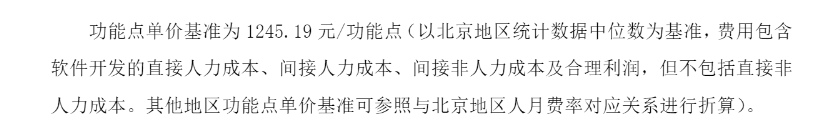 功能点单价基准为 1245.19 元/功能点（以北京地区统计数据中位数为基准，费用包含
软件开发的直接人力成本、间接人力成本、间接非人力成本及合理利润，但不包括直接非
人力成本。其他地区功能点单价基准可参照与北京地区人月费率对应关系进行折算）。